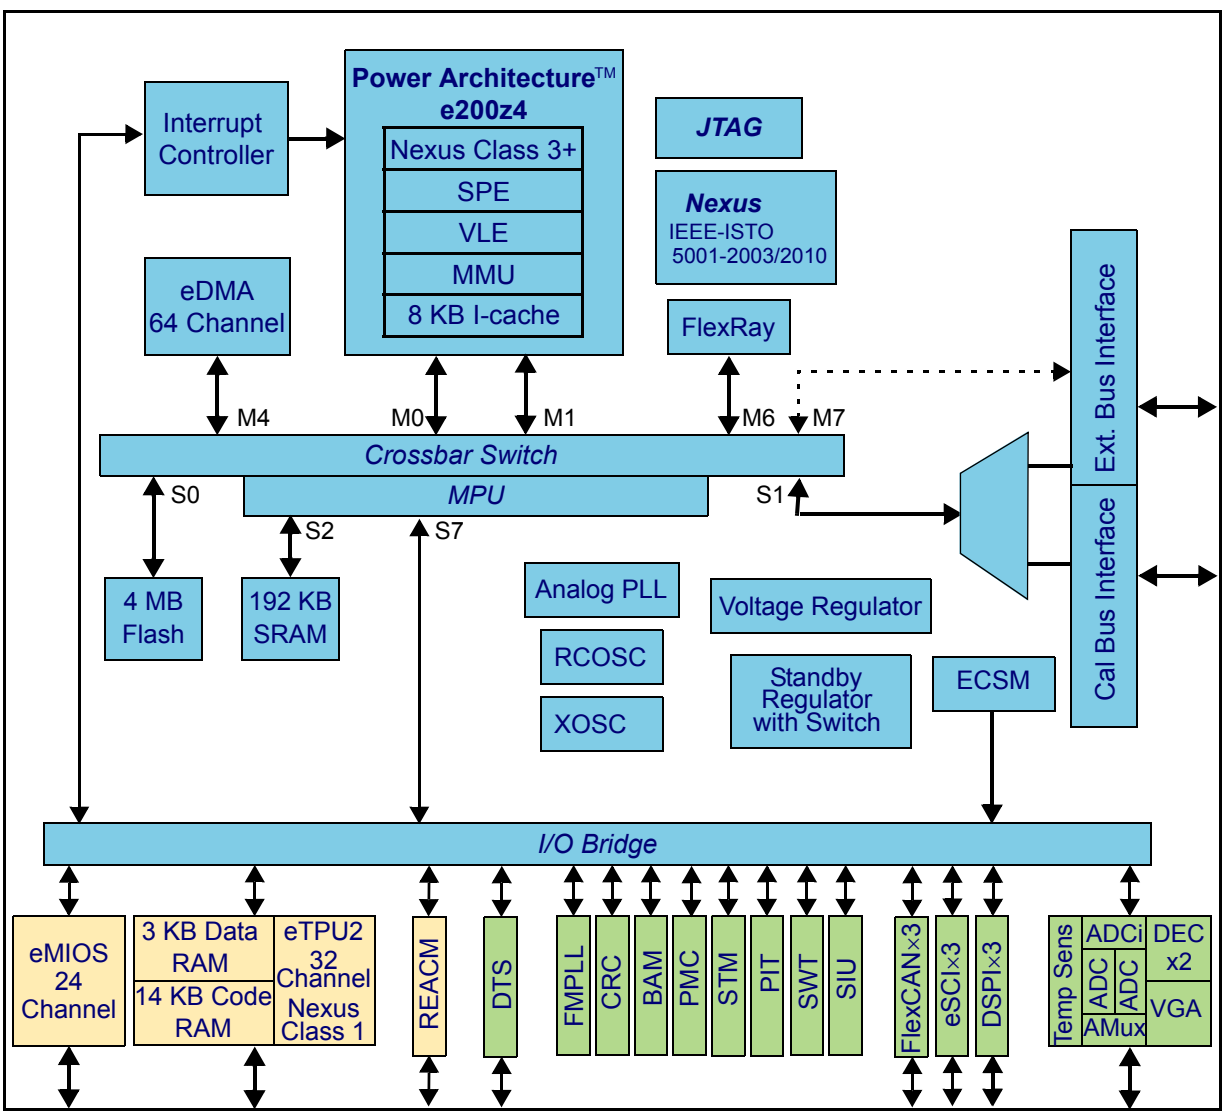 Power Architecture™
e200z4
Nexus Class 3+
SPE
VLE
MMU
8 KB I-cache
Interrupt
Controller
JTAG
Nexus
IEEE-ISTO
5001-2003/2010
eDMA
64 Channel
FlexRay
Ext. Bus Interface
Cal Bus Interface
M4
M0
M1
M6
M7
Crossbar Switch
MPU
S0
S2
S7
S1
4 MB
Flash
192 KB
SRAM
Analog PLL
RCOSC
XOSC
Voltage Regulator
Standby
Regulator
with Switch
ECSM
I/O Bridge
eMIOS
24
Channel
3 KB Data
RAM
14 KB Code
RAM
eTPU2
32
Channel
Nexus
Class 1
REACM
DTS
FMPLL
CRC
BAM
PMC
STM
PIT
SWT
SIU
FlexCAN×3
eSCI×3
DSPI×3
Temp Sens
ADCi
ADC
ADC
AMux
DEC
x2
VGA